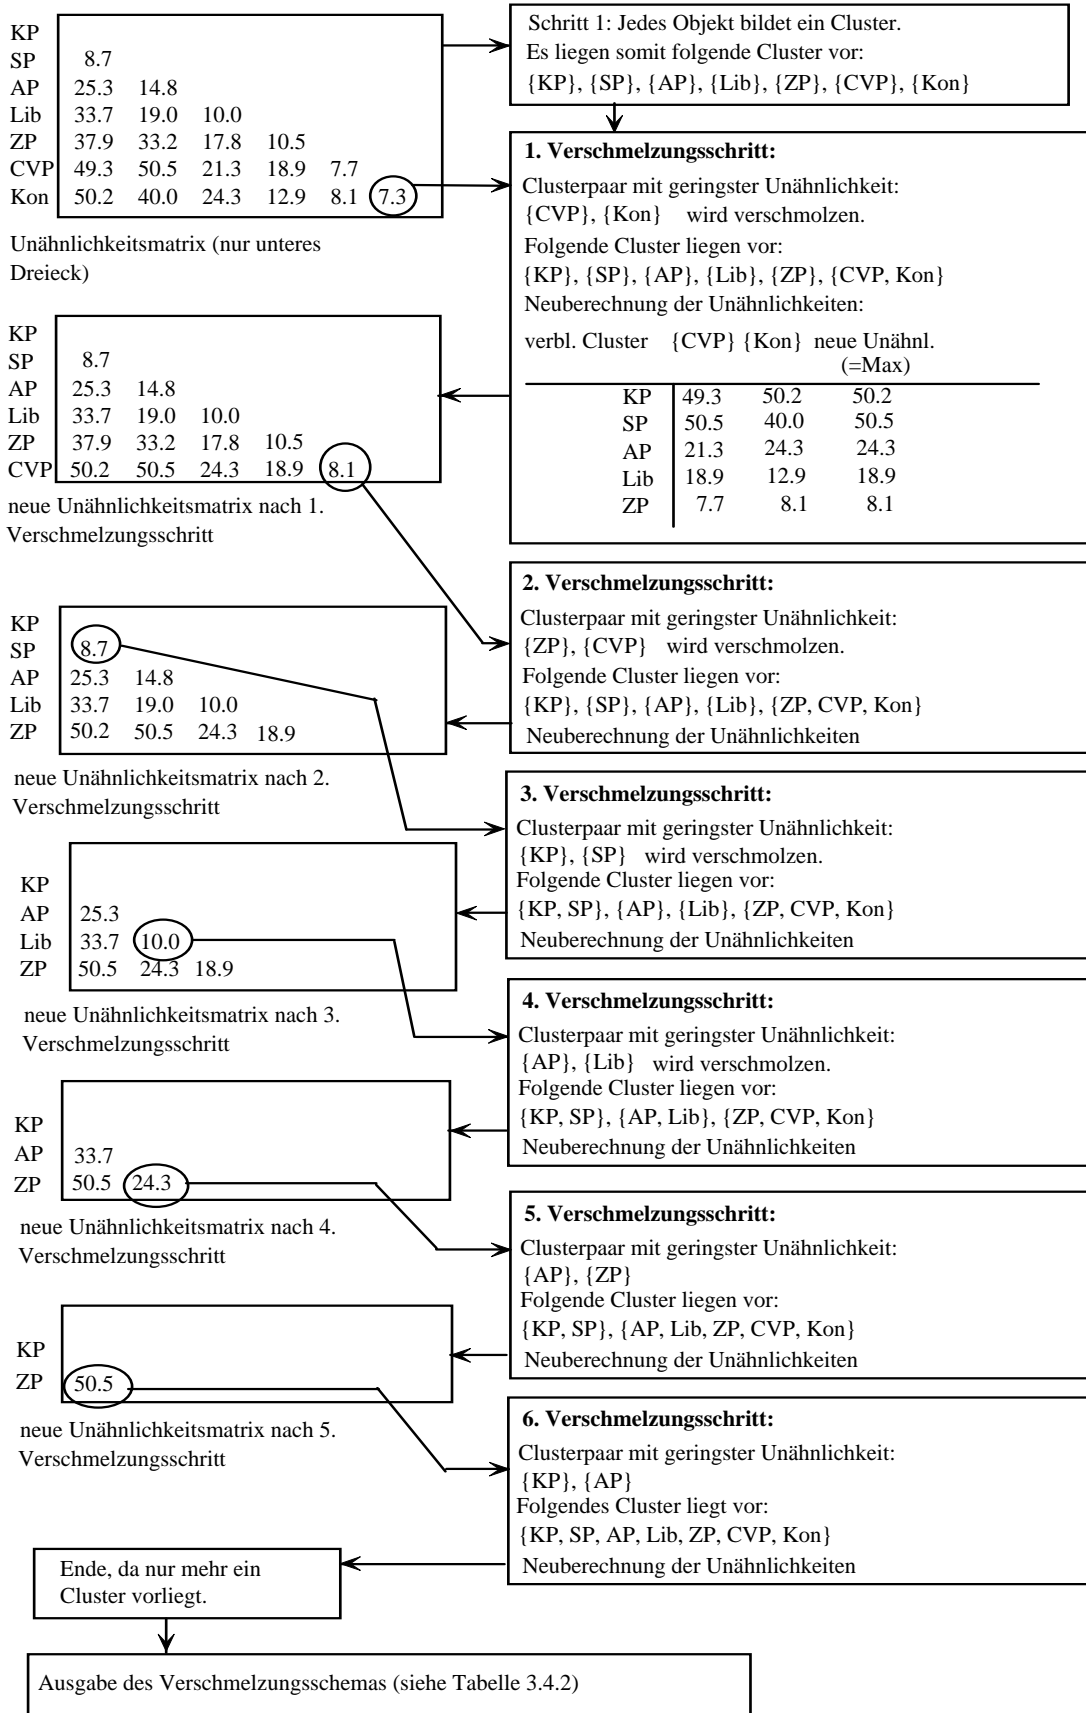 KP
SP 8.7
AP 25.3 14.8
Lib 33.7 19.0 10.0
ZP 37.9 33.2 17.8 10.5
CVP 49.3 50.5 21.3 18.9 7.7
Kon 50.2 40.0 24.3 12.9 8.1 7.3
Unähnlichkeitsmatrix (nur unteres
Dreieck)
Schritt 1: Jedes Objekt bildet ein Cluster.
Es liegen somit folgende Cluster vor:
{KP}, {SP}, {AP}, {Lib}, {ZP}, {CVP}, {Kon}
1. Verschmelzungsschritt:
Clusterpaar mit geringster Unähnlichkeit:
{CVP}, {Kon} wird verschmolzen.
Folgende Cluster liegen vor:
{KP}, {SP}, {AP}, {Lib}, {ZP}, {CVP, Kon}
Neuberechnung der Unähnlichkeiten:
verbl. Cluster {CVP} {Kon} neue Unähnl.
(=Max)
KP 49.3 50.2 50.2
SP 50.5 40.0 50.5
AP 21.3 24.3 24.3
Lib 18.9 12.9 18.9
ZP 7.7 8.1 8.1
KP
SP 8.7
AP 25.3 14.8
Lib 33.7 19.0 10.0
ZP 37.9 33.2 17.8 10.5
CVP 50.2 50.5 24.3 18.9 8.1
neue Unähnlichkeitsmatrix nach 1.
Verschmelzungsschritt
2. Verschmelzungsschritt:
Clusterpaar mit geringster Unähnlichkeit:
{ZP}, {CVP} wird verschmolzen.
Folgende Cluster liegen vor:
{KP}, {SP}, {AP}, {Lib}, {ZP, CVP, Kon}
Neuberechnung der Unähnlichkeiten
KP
SP 8.7
AP 25.3 14.8
Lib 33.7 19.0 10.0
ZP 50.2 50.5 24.3 18.9
neue Unähnlichkeitsmatrix nach 2.
Verschmelzungsschritt
3. Verschmelzungsschritt:
Clusterpaar mit geringster Unähnlichkeit:
{KP}, {SP} wird verschmolzen.
Folgende Cluster liegen vor:
{KP, SP}, {AP}, {Lib}, {ZP, CVP, Kon}
Neuberechnung der Unähnlichkeiten
KP
AP 25.3
Lib 33.7 10.0
ZP 50.5 24.3 18.9
neue Unähnlichkeitsmatrix nach 3.
Verschmelzungsschritt
4. Verschmelzungsschritt:
Clusterpaar mit geringster Unähnlichkeit:
{AP}, {Lib} wird verschmolzen.
Folgende Cluster liegen vor:
{KP, SP}, {AP, Lib}, {ZP, CVP, Kon}
Neuberechnung der Unähnlichkeiten
KP
AP 33.7
ZP 50.5 24.3
neue Unähnlichkeitsmatrix nach 4.
Verschmelzungsschritt
5. Verschmelzungsschritt:
Clusterpaar mit geringster Unähnlichkeit:
{AP}, {ZP}
Folgende Cluster liegen vor:
{KP, SP}, {AP, Lib, ZP, CVP, Kon}
Neuberechnung der Unähnlichkeiten
KP
ZP 50.5
neue Unähnlichkeitsmatrix nach 5.
Verschmelzungsschritt
6. Verschmelzungsschritt:
Clusterpaar mit geringster Unähnlichkeit:
{KP}, {AP}
Folgendes Cluster liegt vor:
{KP, SP, AP, Lib, ZP, CVP, Kon}
Neuberechnung der Unähnlichkeiten
Ende, da nur mehr ein
Cluster vorliegt.
Ausgabe des Verschmelzungsschemas (siehe Tabelle 3.4.2)